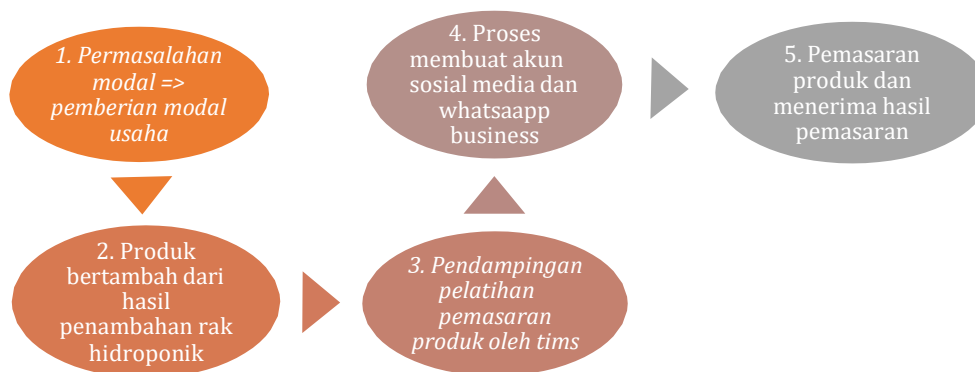 1. Permasalahan
modal =>
pemberian modal
usaha
2. Produk
bertambah dari
hasil
penambahan rak
hidroponik
3. Pendampingan
pelatihan
pemasaran
produk oleh tims
4. Proses
membuat akun
sosial media dan
whatsaapp
business
5. Pemasaran
produk dan
menerima hasil
pemasaran